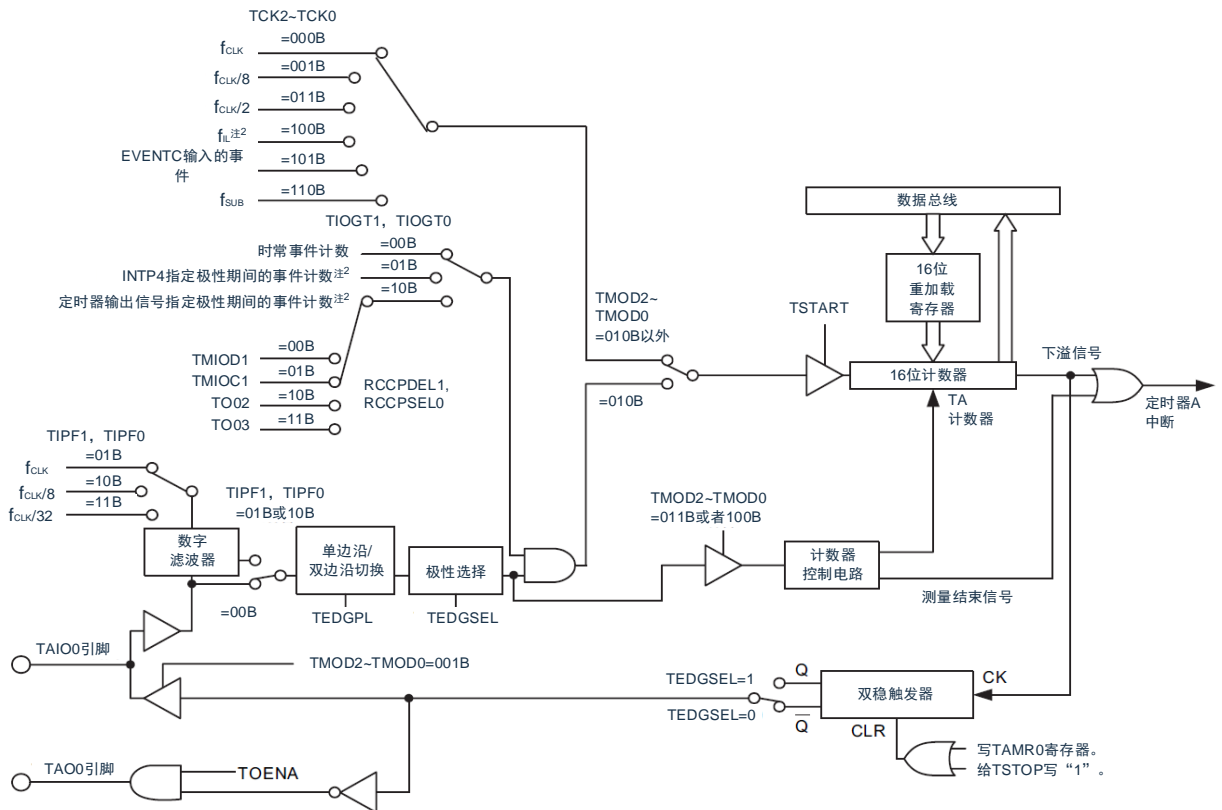 TCK2~TCK0
fCLK =000B
fCLK/8 =001B
fCLK/2 =011B
fIL注2 =100B
EVENTC输入的事
件
=101B
fSUB =110B
TIOGT1，TIOGT0
时常事件计数 =00B
INTP4指定极性期间的事件计数注2 =01B
定时器输出信号指定极性期间的事件计数注2 =10B
TMIOD1 =00B
TMIOC1 =01B
TO02 =10B
TO03 =11B
RCCPDEL1，
RCCPSEL0
TMOD2~
TMOD0
=010B以外
=010B
TSTART
数据总线
16位
重加载
寄存器
16位计数器
TA
计数器
下溢信号
定时器A
中断
TIPF1，TIPF0
fCLK =01B
fCLK/8 =10B
fCLK/32 =11B
数字
滤波器
TIPF1，TIPF0
=01B或10B
=00B
单边沿/
双边沿切换
TEDGPL
极性选择
TEDGSEL
TMOD2~TMOD0
=011B或者100B
计数器
控制电路
测量结束信号
TAIO0引脚
TMOD2~TMOD0=001B
TEDGSEL=1
TEDGSEL=0
Q
Q
双稳触发器
CK
CLR
写TAMR0寄存器。
给TSTOP写“1”。
TAO0引脚
TOENA